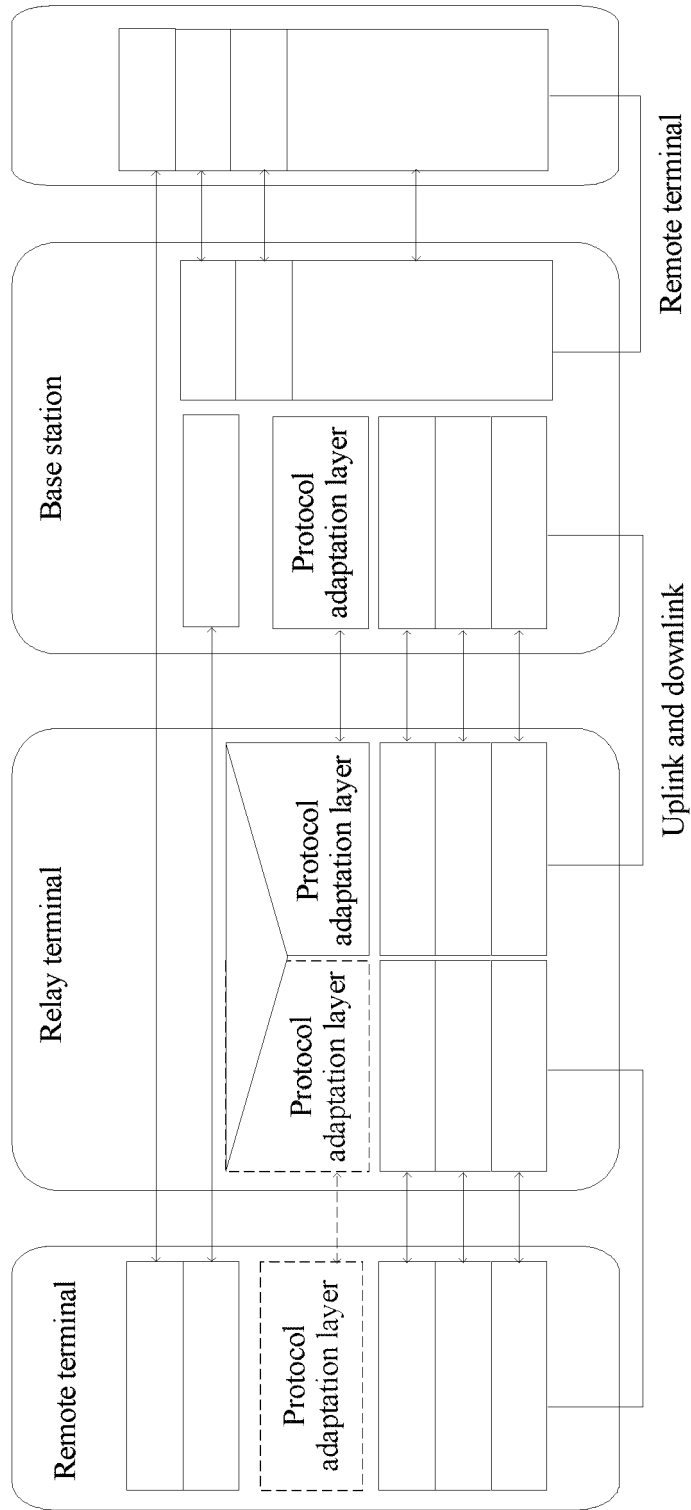 Remote terminal
Relay terminal
Base station
Protocol
adaptation layer
Protocol
adaptation layer
Protocol
adaptation layer
Protocol
adaptation layer
Uplink and downlink
Remote terminal